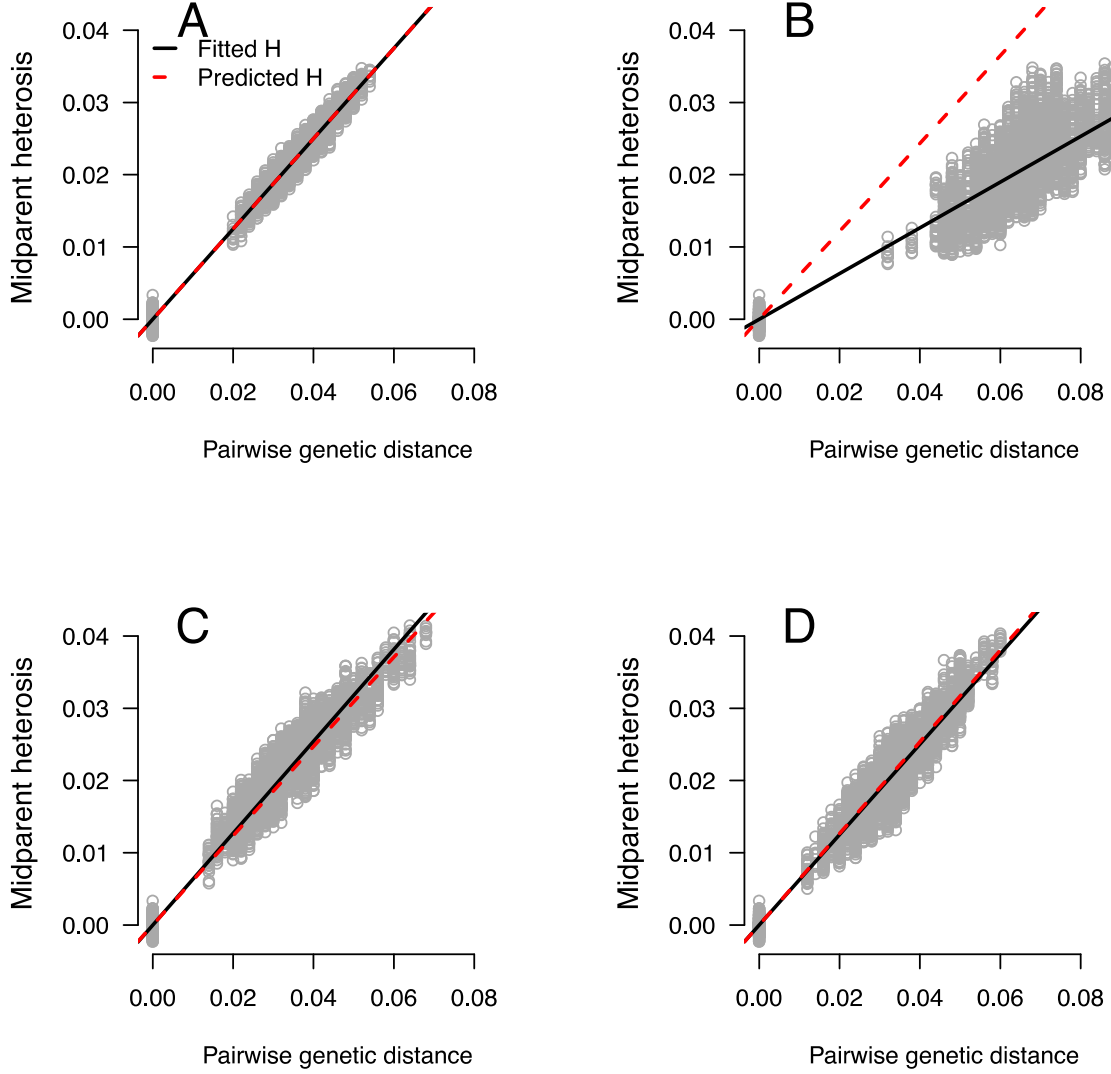 A
Fitted H
Predicted H
Midparent heterosis
0.04
0.03
0.02
0.01
0.00
0.00 0.02 0.04 0.06 0.08
Pairwise genetic distance
B
Midparent heterosis
0.04
0.03
0.02
0.01
0.00
0.00 0.02 0.04 0.06 0.08
Pairwise genetic distance
C
Midparent heterosis
0.04
0.03
0.02
0.01
0.00
0.00 0.02 0.04 0.06 0.08
Pairwise genetic distance
D
Midparent heterosis
0.04
0.03
0.02
0.01
0.00
0.00 0.02 0.04 0.06 0.08
Pairwise genetic distance